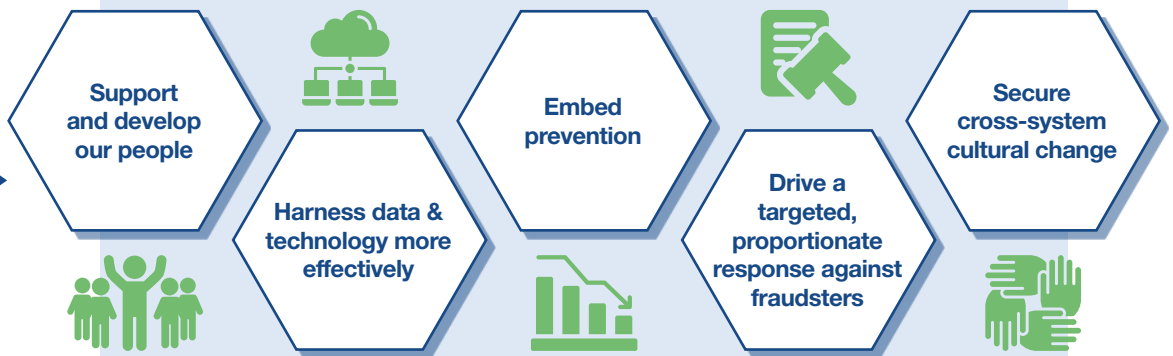 Support
and develop
our people
Harness data &
technology more
effectively
Embed
prevention
Drive a
targeted,
proportionate
response against
fraudsters
Secure
cross-system
cultural change